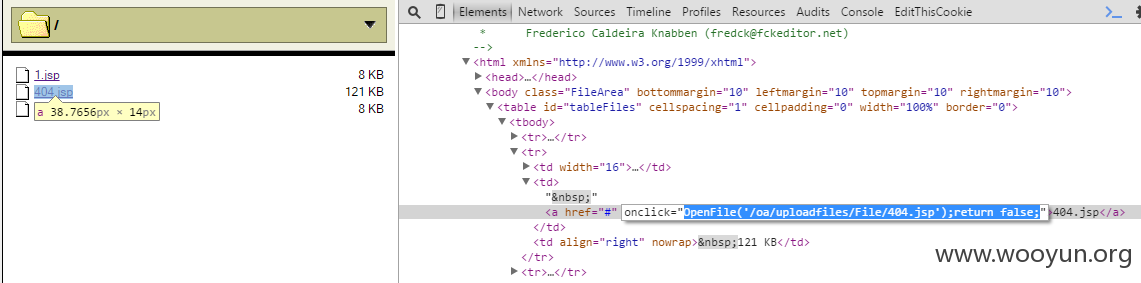 /
1.jsp 8 KB
404.jsp 121 KB
8 KB
a 38.7656px × 14px
Elements Network Sources Timeline Profiles Resources Audits Console EditThisCookie
* Frederico Caldeira Knabben (fredck@fckeditor.net)
-->
▼<html xmlns="http://www.w3.org/1999/xhtml">
▶<head>…</head>
▼<body class="FileArea" bottommargin="10" leftmargin="10" topmargin="10" rightmargin="10">
▼<table id="tableFiles" cellspacing="1" cellpadding="0" width="100%" border="0">
▼<tbody>
▶<tr>…</tr>
▼<tr>
▶<td width="16">…</td>
▼<td>
"&nbsp;"
<a href="#" onclick="OpenFile('/oa/uploadfiles/File/404.jsp');return false;">404.jsp</a>
</td>
<td align="right" nowrap>&nbsp;121 KB</td>
</tr>
▶<tr>…</tr>
www.wooyun.org